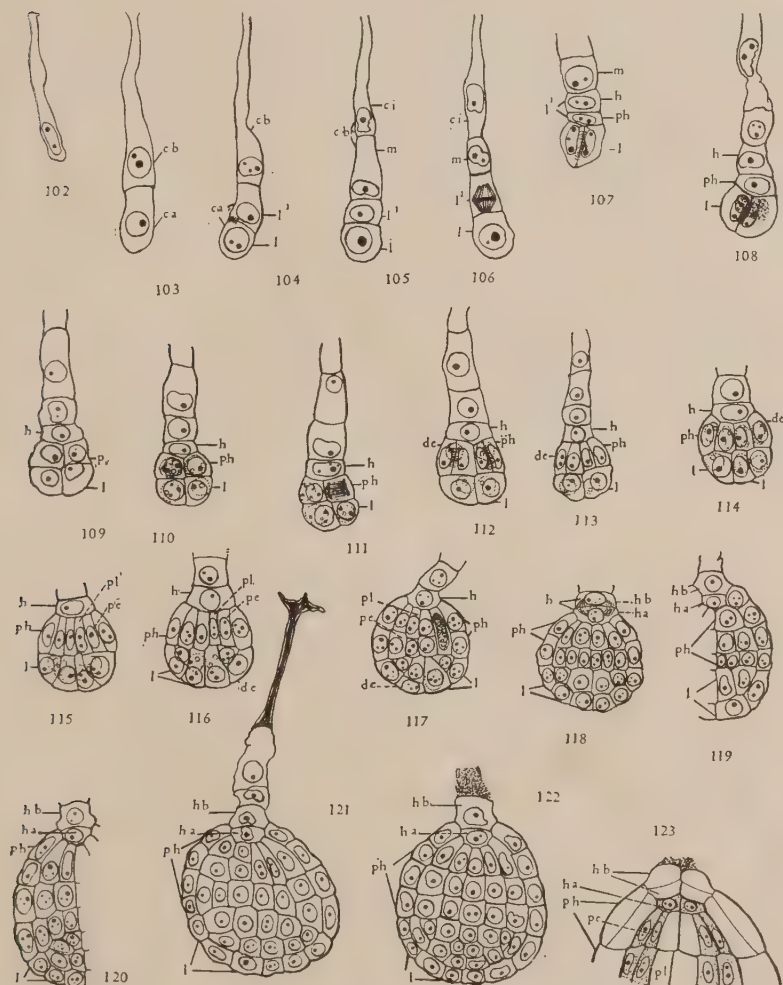 102
cb
ca
103
cb
ca
l'
l
104
ci
cb
m
l'
l
105
ci
m
l'
l
106
m
h
l'
ph
l
107
h
ph
l
108
h
l
109
h
ph
l
110
h
ph
l
111
h
de
ph
l
112
h
de
ph
l
113
h
de
ph
l
l
114
h
pl'
pe
ph
l
115
h
pl
pe
ph
l
de
116
pl
h
pe
ph
de
l
117
h
hb
ha
ph
l
118
hb
ha
ph
l
119
hb
ha
ph
l
120
121
hb
ha
ph
l
122
hb
ha
ph
l
123
hb
ha
ph
pe
pl